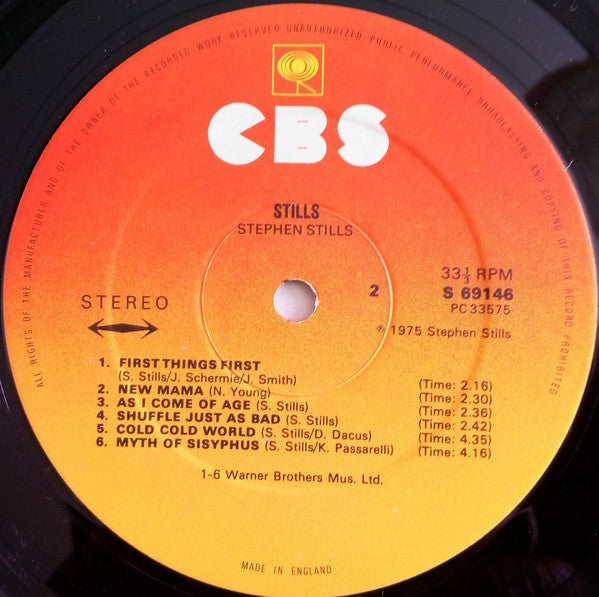 ALL RIGHTS OF THE MANUFACTURER AND OF THE OWNER OF THE RECORDED WORK RESERVED UNAUTHORIZED PUBLIC PERFORMANCE BROADCASTING AND COPYING OF THIS RECORD PROHIBITED
CBS
STILLS
STEPHEN STILLS
STEREO
2
33⅓ RPM
S 69146
PC 33575
℗ 1975 Stephen Stills
1. FIRST THINGS FIRST
(S. Stills/J. Schermie/J. Smith) (Time: 2.16)
2. NEW MAMA (N. Young) (Time: 2.30)
3. AS I COME OF AGE (S. Stills) (Time: 2.36)
4. SHUFFLE JUST AS BAD (S. Stills) (Time: 2.42)
5. COLD COLD WORLD (S. Stills/D. Dacus) (Time: 4.35)
6. MYTH OF SISYPHUS (S. Stills/K. Passarelli) (Time: 4.16)
1-6 Warner Brothers Mus. Ltd.
MADE IN ENGLAND